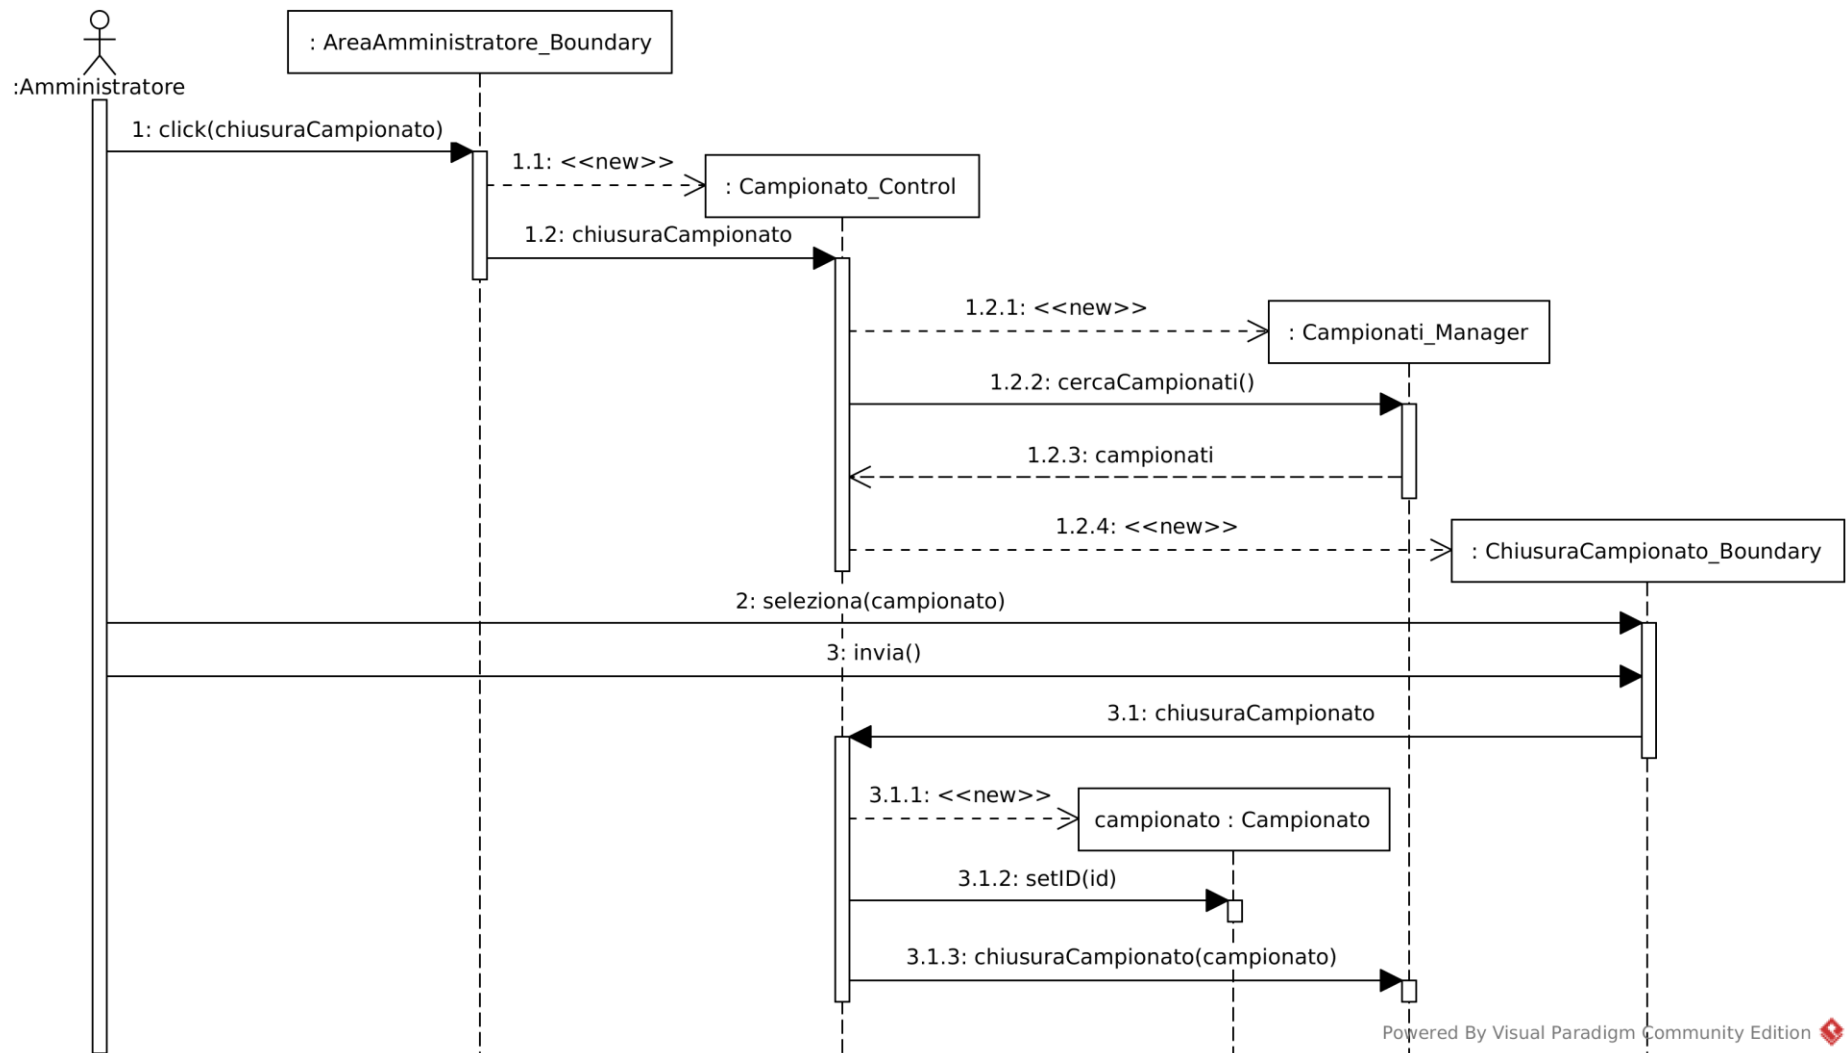 : AreaAmministratore_Boundary
:Amministratore
1: click(chiusuraCampionato)
1.1: <<new>>
: Campionato_Control
1.2: chiusuraCampionato
1.2.1: <<new>>
: Campionati_Manager
1.2.2: cercaCampionati()
1.2.3: campionati
1.2.4: <<new>>
: ChiusuraCampionato_Boundary
2: seleziona(campionato)
3: invia()
3.1: chiusuraCampionato
3.1.1: <<new>>
campionato : Campionato
3.1.2: setID(id)
3.1.3: chiusuraCampionato(campionato)
Powered By Visual Paradigm Community Edition